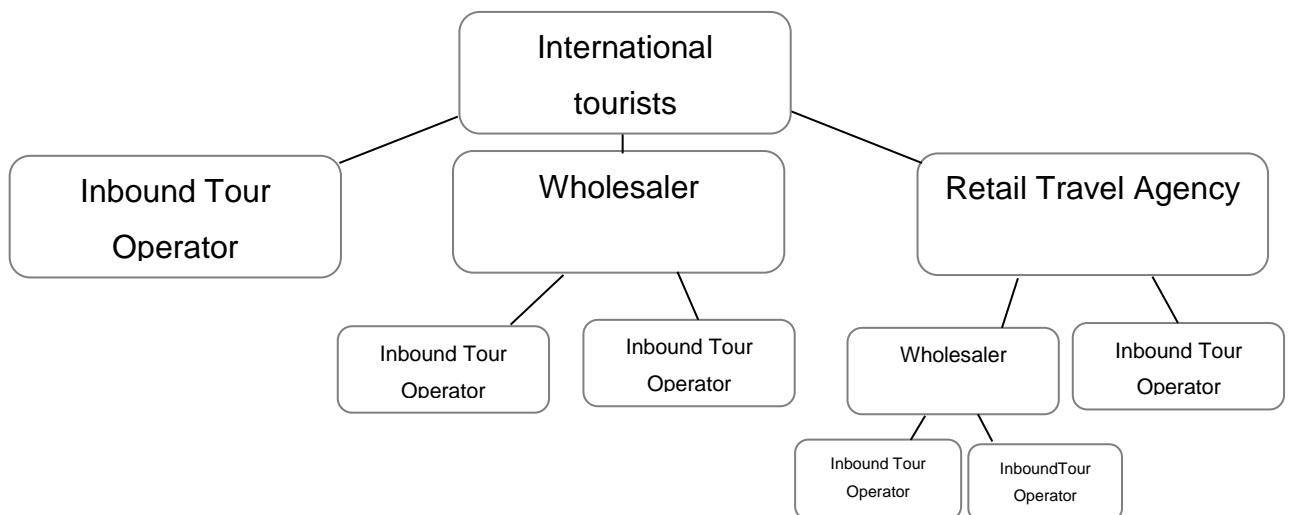 International
tourists
Inbound Tour
Operator
Wholesaler
Retail Travel Agency
Inbound Tour
Operator
Inbound Tour
Operator
Wholesaler
Inbound Tour
Operator
Inbound Tour
Operator
InboundTour
Operator